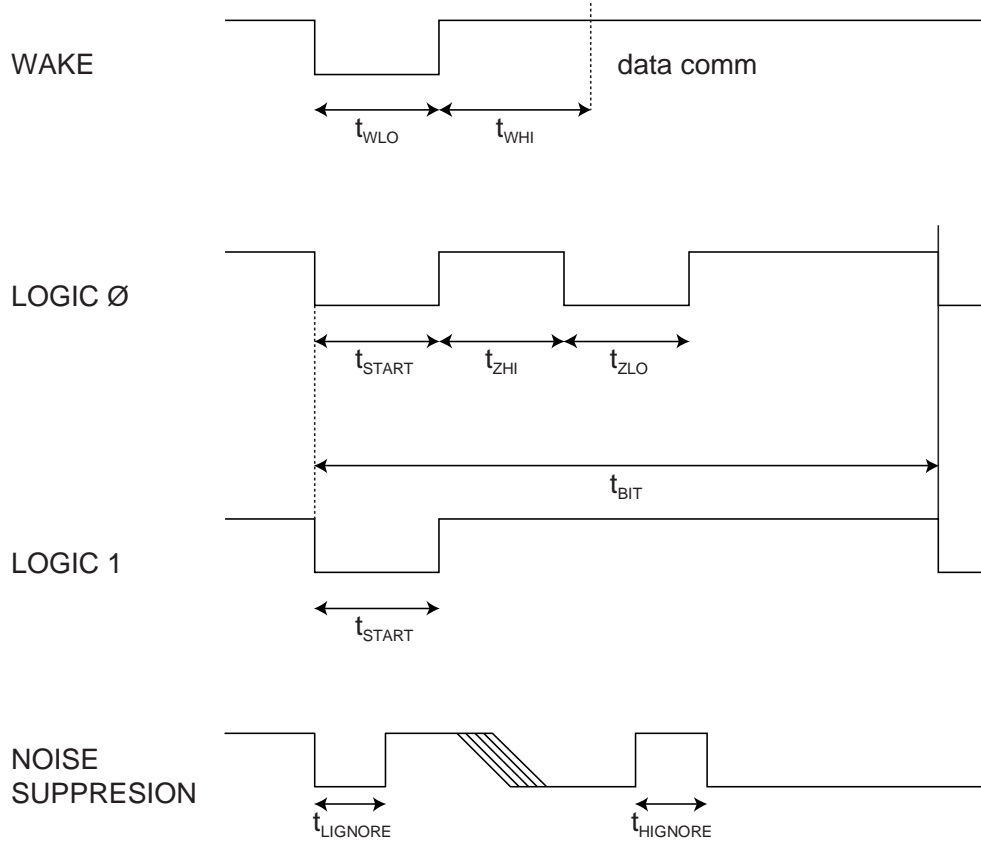 WAKE
data comm
tWLO
tWHI
LOGIC Ø
tSTART
tZHI
tZLO
tBIT
LOGIC 1
tSTART
NOISE
SUPPRESION
tLIGNORE
tHIGNORE